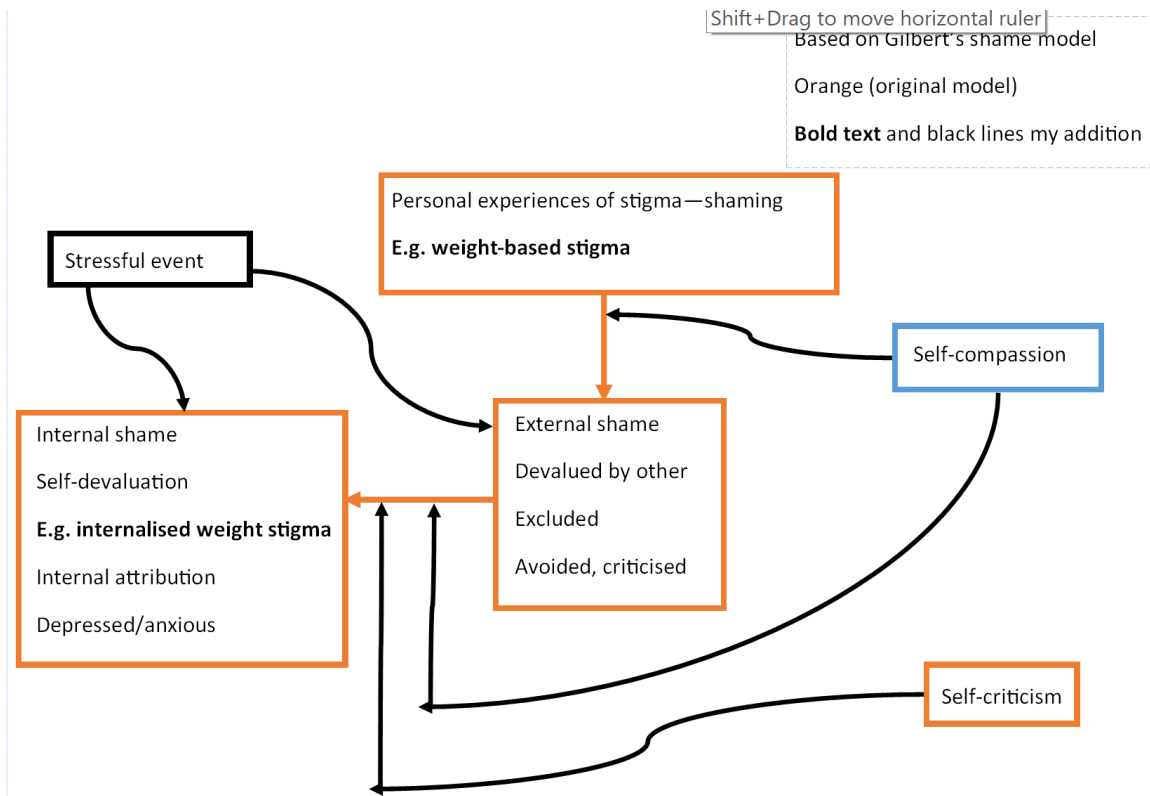 Shift+Drag to move horizontal ruler
Based on Gilbert's shame model
Orange (original model)
Bold text and black lines my addition
Personal experiences of stigma—shaming
E.g. weight-based stigma
Stressful event
Self-compassion
Internal shame
Self-devaluation
E.g. internalised weight stigma
Internal attribution
Depressed/anxious
External shame
Devalued by other
Excluded
Avoided, criticised
Self-criticism